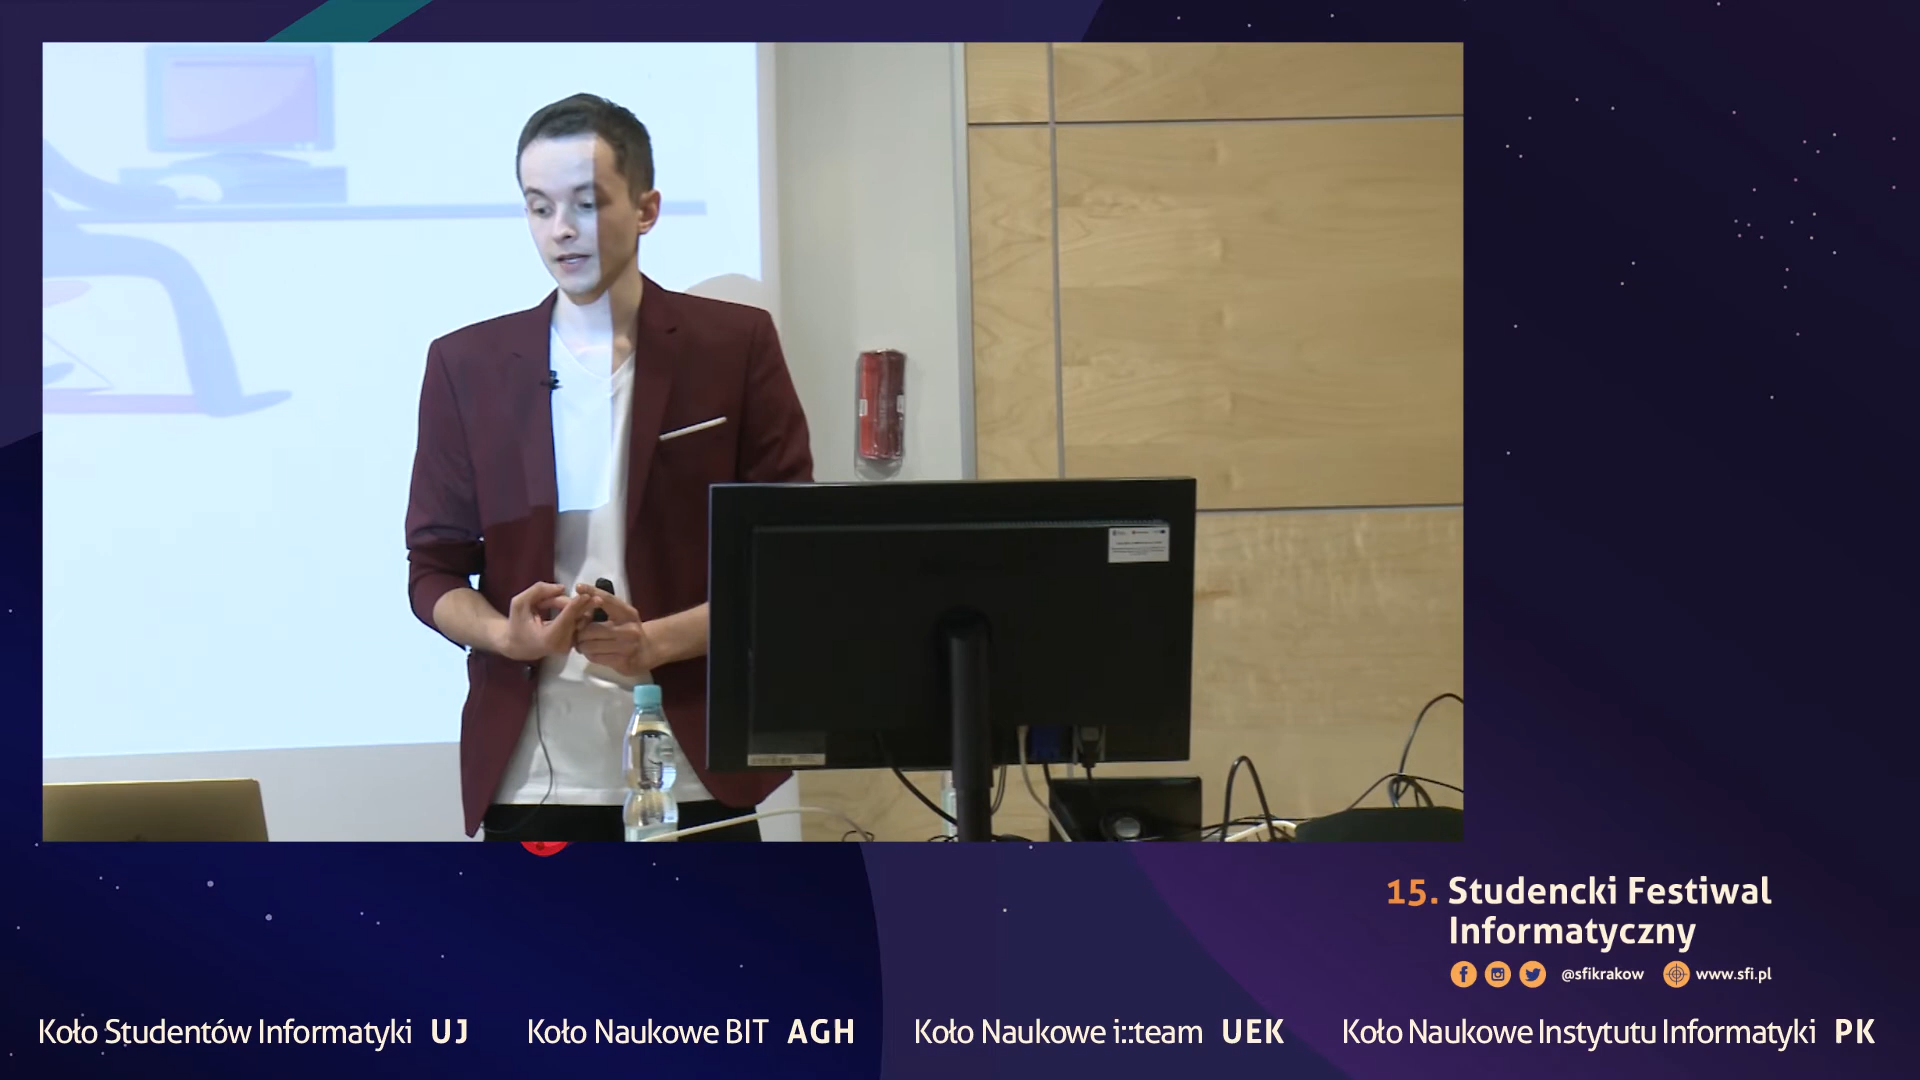 15. Studencki Festiwal
Informatyczny
@sfikrakow www.sfi.pl
Koło Studentów Informatyki UJ Koło Naukowe BIT AGH Koło Naukowe i::team UEK Koło Naukowe Instytutu Informatyki PK